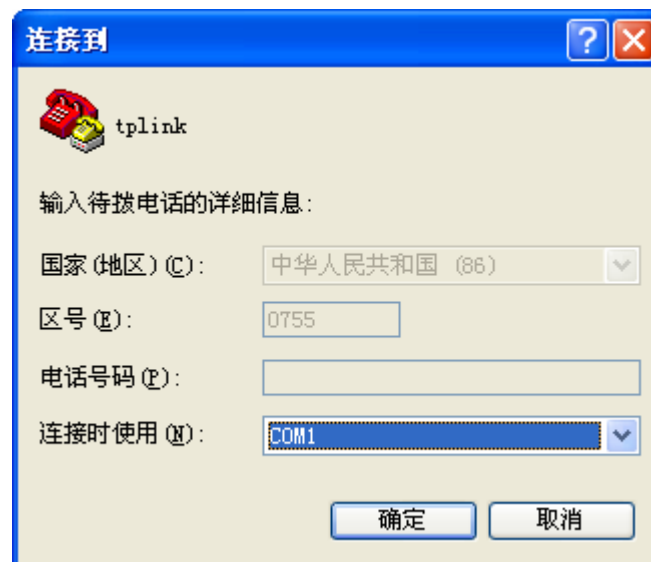 连接到
tplink
输入待拨电话的详细信息:
国家(地区)(C): 中华人民共和国 (86)
区号(E): 0755
电话号码(P):
连接时使用(N): COM1
确定 取消